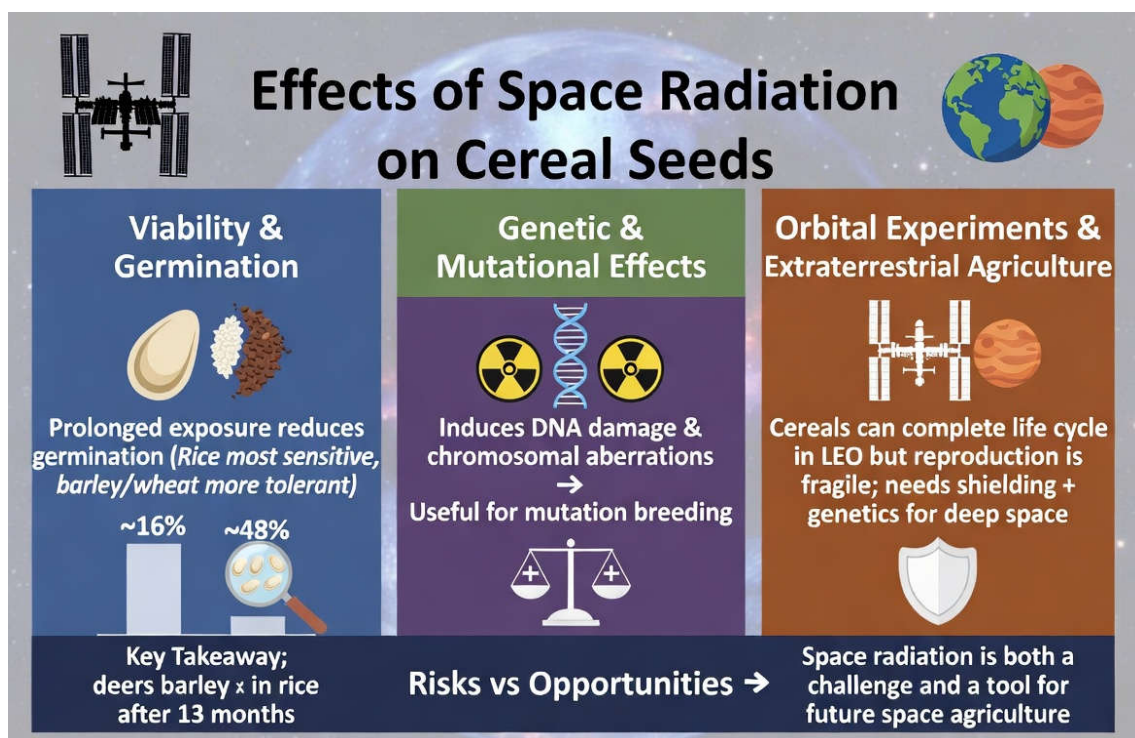 Effects of Space Radiation
on Cereal Seeds
Viability &
Germination
Prolonged exposure reduces
germination (Rice most sensitive,
barley/wheat more tolerant)
~16%
~48%
Key Takeaway;
deers barley × in rice
after 13 months
Genetic &
Mutational Effects
Induces DNA damage &
chromosomal aberrations
→
Useful for mutation breeding
Risks vs Opportunities →
Orbital Experiments &
Extraterrestrial Agriculture
Cereals can complete life cycle
in LEO but reproduction is
fragile; needs shielding +
genetics for deep space
Space radiation is both a
challenge and a tool for
future space agriculture